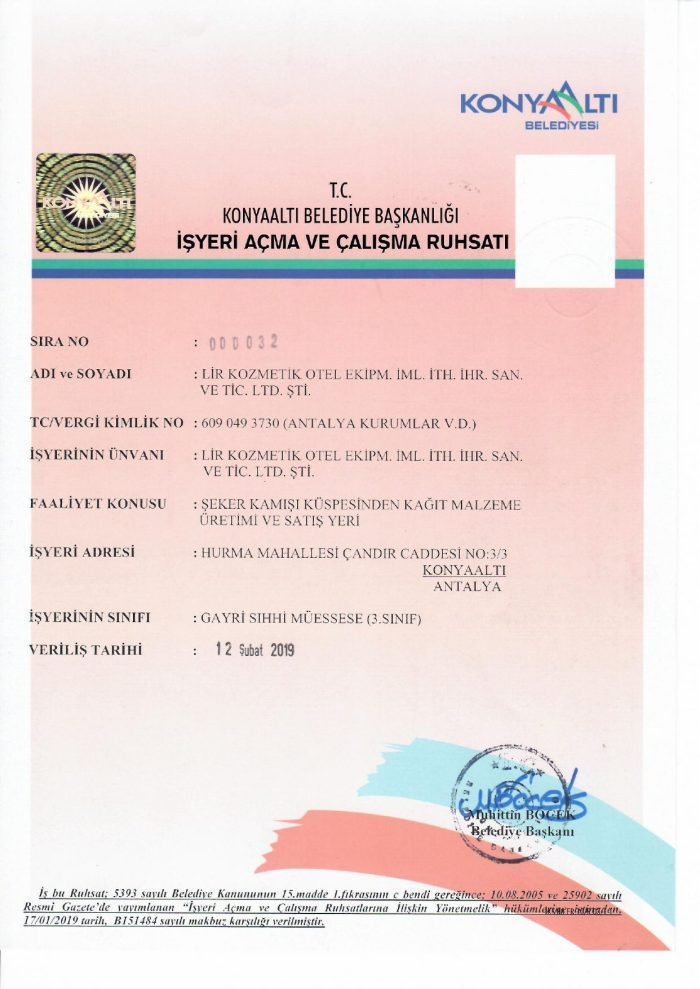 KONYAALTI
BELEDİYESİ
KONYAALTI
T.C.
KONYAALTI BELEDİYE BAŞKANLIĞI
İŞYERİ AÇMA VE ÇALIŞMA RUHSATI
SIRA NO : 000032
ADI ve SOYADI : LİR KOZMETİK OTEL EKİPM. İML. İTH. İHR. SAN.
VE TİC. LTD. ŞTİ.
TC/VERGİ KİMLİK NO : 609 049 3730 (ANTALYA KURUMLAR V.D.)
İŞYERİNİN ÜNVANI : LİR KOZMETİK OTEL EKİPM. İML. İTH. İHR. SAN.
VE TİC. LTD. ŞTİ.
FAALİYET KONUSU : ŞEKER KAMIŞI KÜSPESİNDEN KAĞIT MALZEME
ÜRETİMİ VE SATIŞ YERİ
İŞYERİ ADRESİ : HURMA MAHALLESİ ÇANDIR CADDESİ NO:3/3
KONYAALTI
ANTALYA
İŞYERİNİN SINIFI : GAYRİ SIHHİ MÜESSESE (3.SINIF)
VERİLİŞ TARİHİ : 12 Şubat 2019
T.C.
Muhittin BÖCEK
Belediye Başkanı
İş bu Ruhsat; 5393 sayılı Belediye Kanununun 15.madde 1.fıkrasının c bendi gereğince; 10.08.2005 ve 25902 sayılı
Resmi Gazete'de yayımlanan "İşyeri Açma ve Çalışma Ruhsatlarına İlişkin Yönetmelik" hükümlerine istinaden,
17/01/2019 tarih, B151484 sayılı makbuz karşılığı verilmiştir.